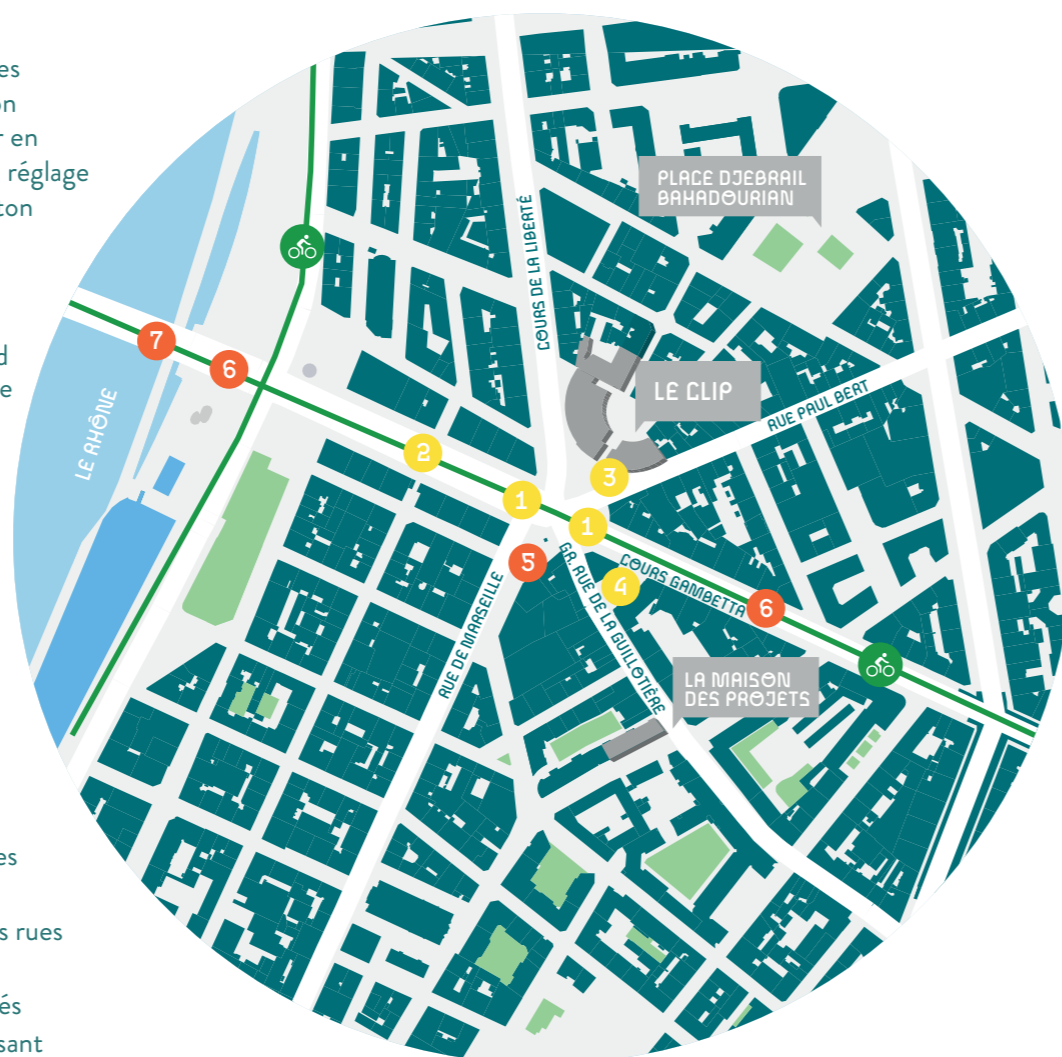 es
on
r en
réglage
ton
d
e
es
s rues
és
sant
PLACE DJEBRAIL
BAHADOURIAN
COURS DE LA LIBERTÉ
LE CLIP
RUE PAUL BERT
LE RHÔNE
7
6
2
1
3
1
5
4
COURS GAMBETTA
6
GR. RUE DE LA GUILLOTIÈRE
RUE DE MARSEILLE
LA MAISON
DES PROJETS